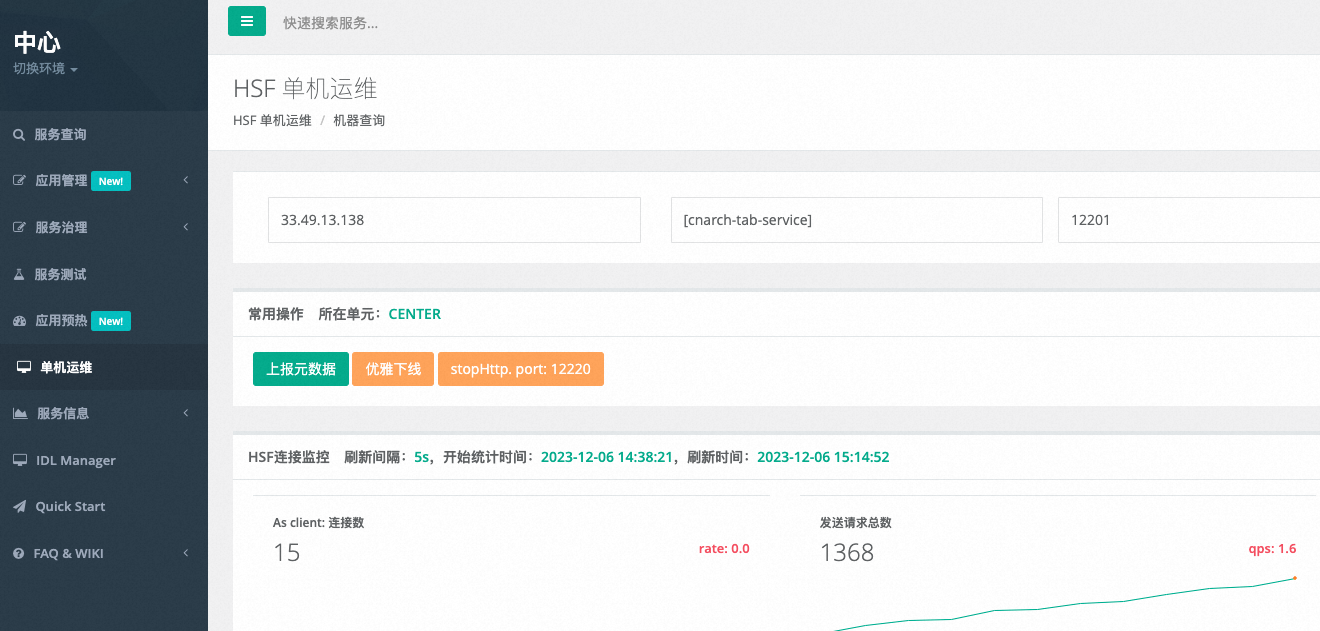 中心
切换环境
快速搜索服务...
服务查询
应用管理 New!
服务治理
服务测试
应用预热 New!
单机运维
服务信息
IDL Manager
Quick Start
FAQ & WIKI
HSF 单机运维
HSF 单机运维 / 机器查询
33.49.13.138 [cnarch-tab-service] 12201
常用操作 所在单元：CENTER
上报元数据 优雅下线 stopHttp. port: 12220
HSF连接监控 刷新间隔：5s，开始统计时间：2023-12-06 14:38:21，刷新时间：2023-12-06 15:14:52
As client: 连接数
15 rate: 0.0
发送请求总数
1368 qps: 1.6